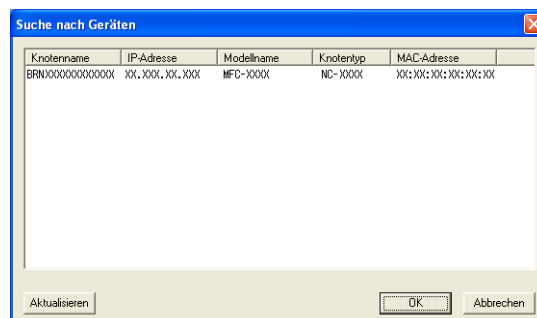 Suche nach Geräten
Knotenname IP-Adresse Modellname Knotentyp MAC-Adresse
BRNXXXXXXXXXXXX XX.XXX.XX.XXX MFC-XXXX NC-XXXX XX:XX:XX:XX:XX:XX
Aktualisieren OK Abbrechen